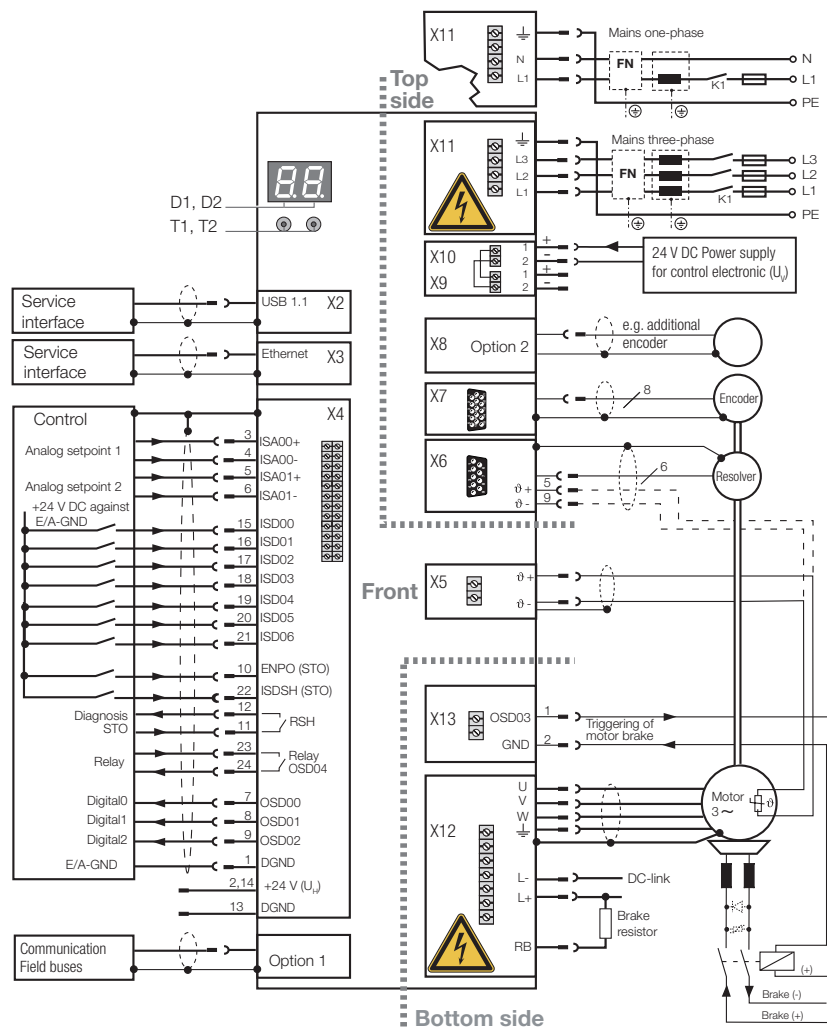 X11
N
L1
Mains one-phase
FN
K1
N
L1
PE
Top
side
X11
L3
L2
L1
Mains three-phase
FN
K1
L3
L2
L1
PE
8.8.
D1, D2
T1, T2
X10
X9
1
2
1
2
+
-
+
-
24 V DC Power supply
for control electronic (UV)
Service
interface
USB 1.1
X2
Service
interface
Ethernet
X3
X8
Option 2
e.g. additional
encoder
X7
8
Encoder
X6
6
Resolver
ϑ+
5
ϑ-
9
Control
X4
Analog setpoint 1
3
ISA00+
4
ISA00-
Analog setpoint 2
5
ISA01+
6
ISA01-
+24 V DC against
E/A-GND
15
ISD00
16
ISD01
17
ISD02
18
ISD03
19
ISD04
20
ISD05
21
ISD06
10
ENPO (STO)
22
ISDSH (STO)
Diagnosis
STO
12
11
RSH
Relay
23
24
Relay
OSD04
Digital0
7
OSD00
Digital1
8
OSD01
Digital2
9
OSD02
E/A-GND
1
DGND
2,14
+24 V (UH)
13
DGND
Communication
Field buses
Option 1
Front
X5
ϑ+
ϑ-
X13
OSD03
1
GND
2
Triggering of
motor brake
X12
U
V
W
Motor
3~
ϑ
L-
DC-link
L+
Brake
resistor
RB
(+)
Brake (-)
Brake (+)
Bottom side